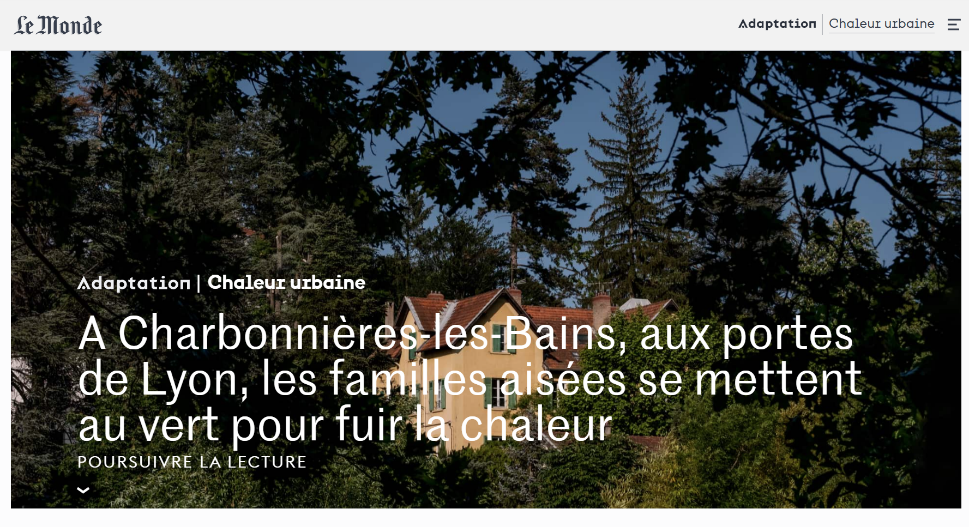 Le Monde
Adaptation | Chaleur urbaine
Adaptation | Chaleur urbaine
A Charbonnières-les-Bains, aux portes
de Lyon, les familles aisées se mettent
au vert pour fuir la chaleur
POURSUIVRE LA LECTURE